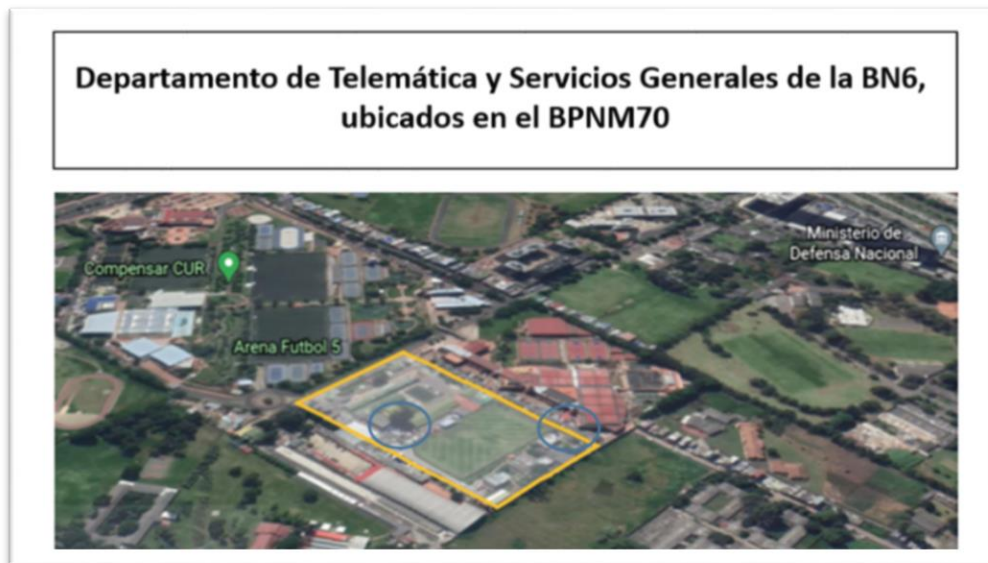 Departamento de Telemática y Servicios Generales de la BN6,
ubicados en el BPNM70
Ministerio de
Defensa Nacional
Compensar CUR
Arena Futbol 5